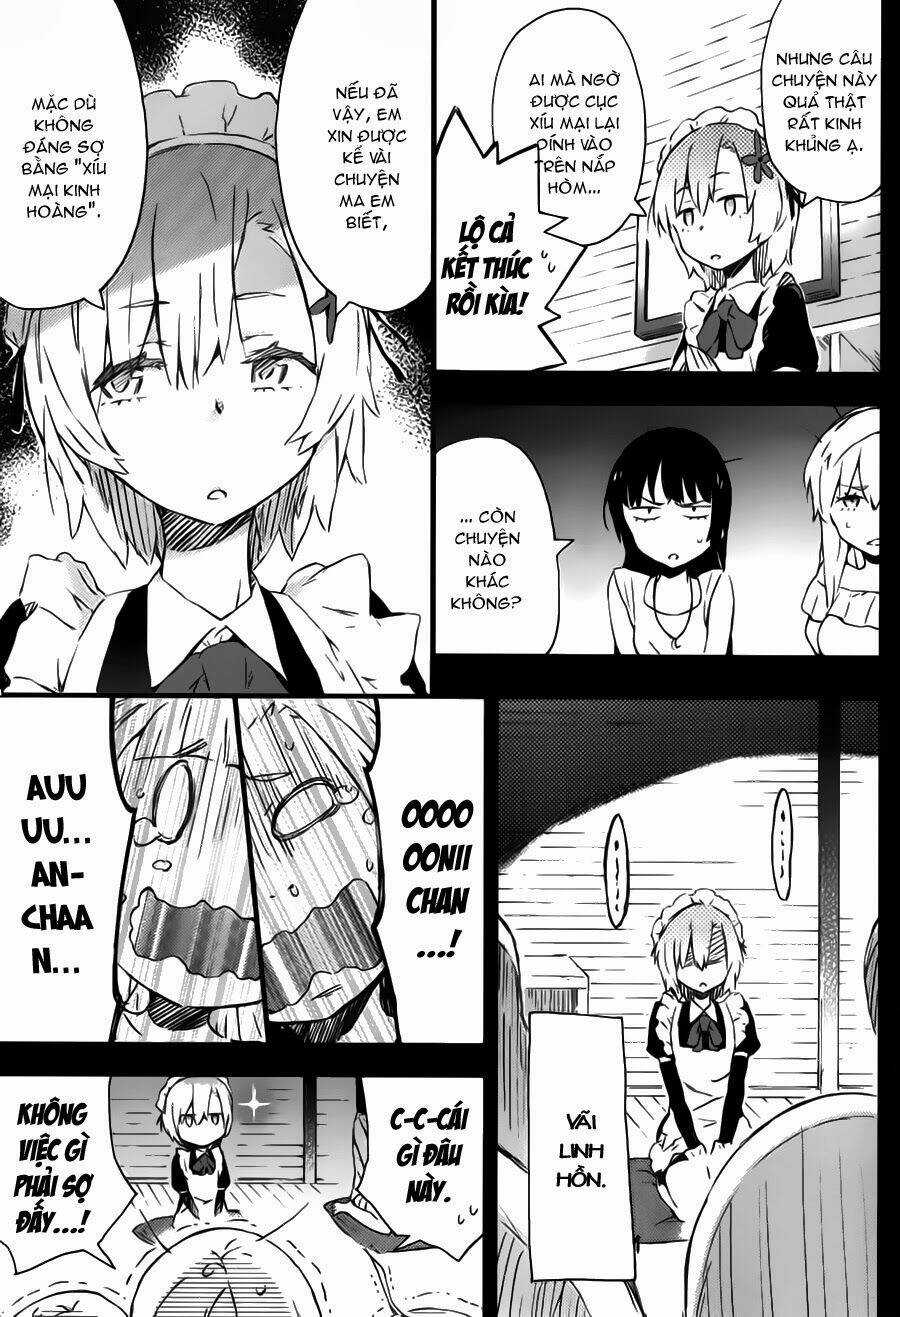 NHƯNG CÂU
CHUYỆN NÀY
QUẢ THẬT
RẤT KINH
KHỦNG Ạ.
AI MÀ NGỜ
ĐƯỢC CỤC
XÍU MẠI LẠI
DÍNH VÀO
TRÊN NẮP
HÒM...
LỘ CẢ
KẾT THÚC
RỒI KÌA!
... CÒN
CHUYỆN
NÀO
KHÁC
KHÔNG?
NẾU ĐÃ
VẬY, EM
XIN ĐƯỢC
KỂ VÀI
CHUYỆN
MA EM
BIẾT,
MẶC DÙ
KHÔNG
ĐÁNG SỢ
BẰNG "XÍU
MẠI KINH
HOÀNG".
VÃI
LINH
HỒN.
OOOO
OONII
CHAN
...!
AUU
UU...
AN-
CHAA
N...
C-C-CÁI
GÌ ĐÂU
NÀY.
KHÔNG
VIỆC GÌ
PHẢI SỢ
ĐẤY...!